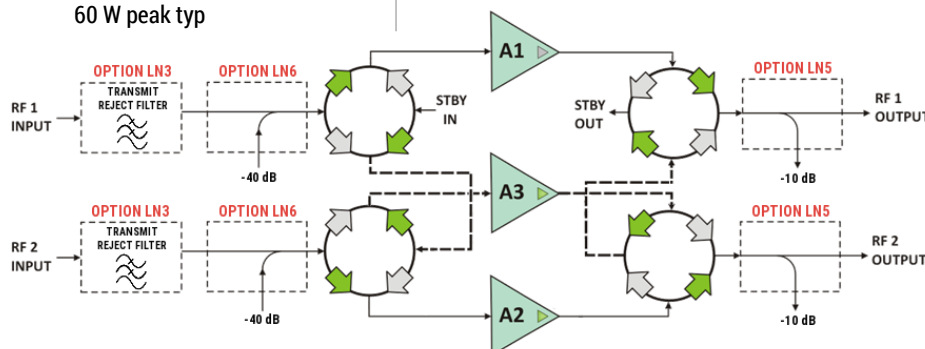 60 W peak typ
A1
OPTION LN3
OPTION LN6
OPTION LN5
TRANSMIT
REJECT FILTER
RF 1
INPUT
STBY
IN
STBY
OUT
RF 1
OUTPUT
-40 dB
-10 dB
A3
OPTION LN3
OPTION LN6
OPTION LN5
TRANSMIT
REJECT FILTER
RF 2
INPUT
RF 2
OUTPUT
-40 dB
A2
-10 dB